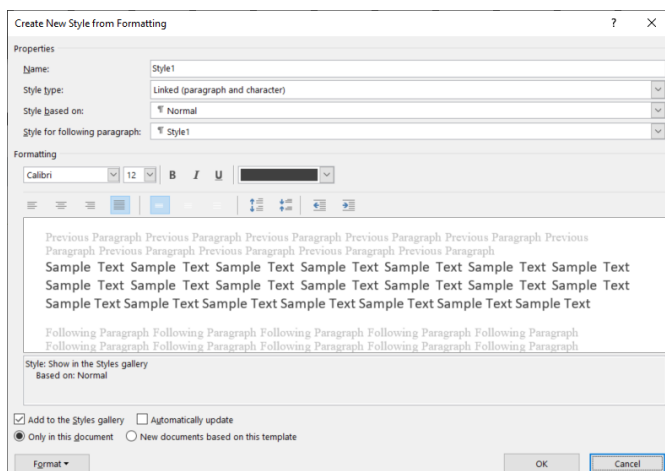 Create New Style from Formatting ? X
Properties
Name: Style1
Style type: Linked (paragraph and character)
Style based on: ¶ Normal
Style for following paragraph: ¶ Style1
Formatting
Calibri 12 B I U
Previous Paragraph Previous Paragraph Previous Paragraph Previous Paragraph Previous Paragraph Previous
Paragraph Previous Paragraph Previous Paragraph Previous Paragraph Previous Paragraph
Sample Text Sample Text Sample Text Sample Text Sample Text Sample Text Sample Text
Sample Text Sample Text Sample Text Sample Text Sample Text Sample Text Sample Text
Sample Text Sample Text Sample Text Sample Text Sample Text Sample Text Sample Text
Following Paragraph Following Paragraph Following Paragraph Following Paragraph Following Paragraph
Following Paragraph Following Paragraph Following Paragraph Following Paragraph Following Paragraph
Style: Show in the Styles gallery
Based on: Normal
Add to the Styles gallery Automatically update
Only in this document New documents based on this template
Format OK Cancel